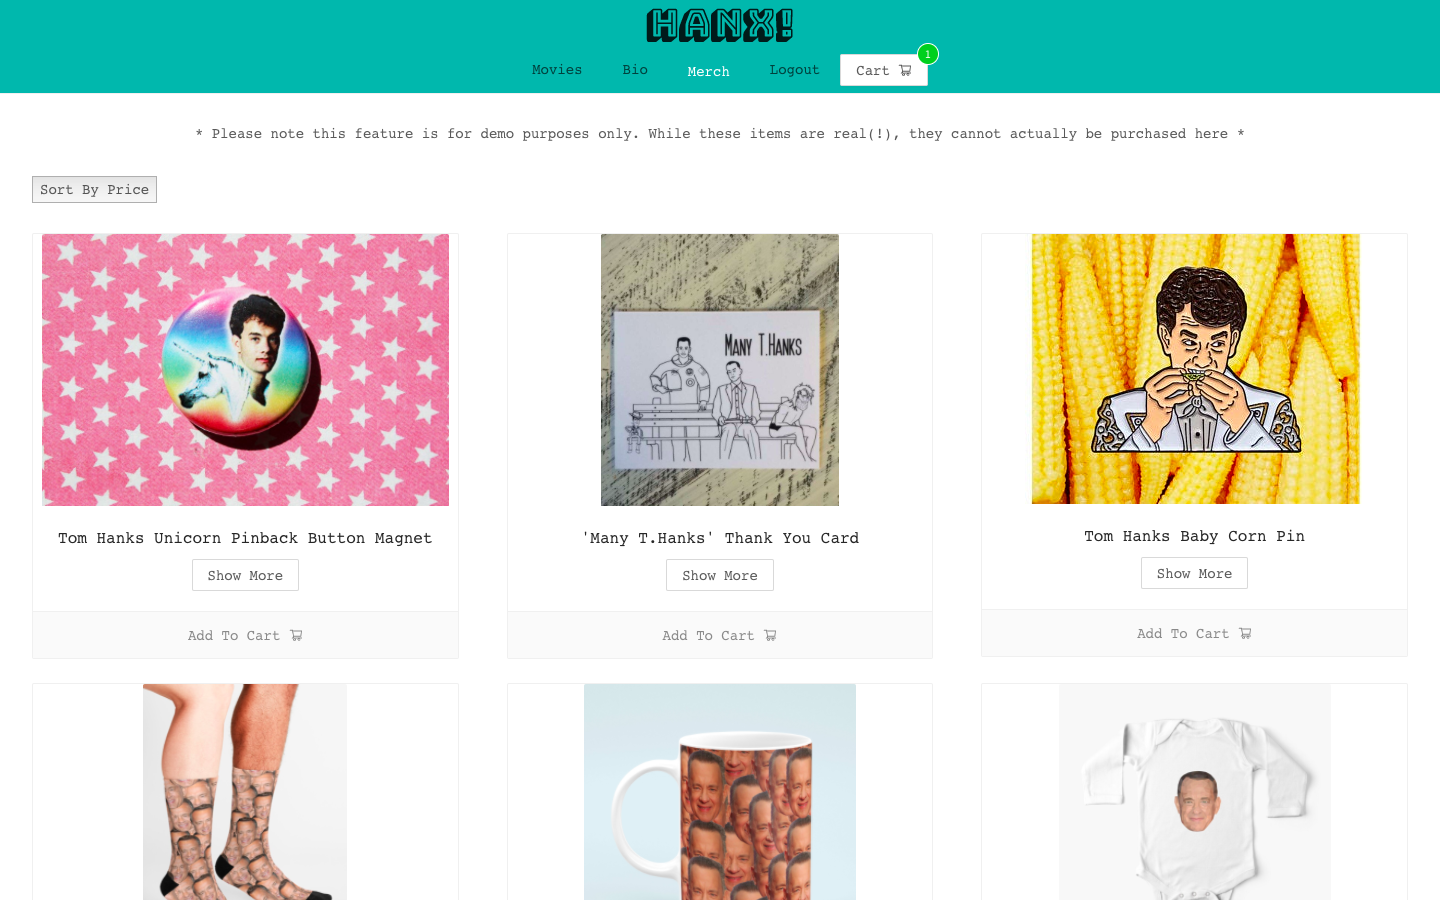 HANX!
Movies Bio Merch Logout Cart 1
* Please note this feature is for demo purposes only. While these items are real(!), they cannot actually be purchased here *
Sort By Price
MANY T.HANKS
Tom Hanks Unicorn Pinback Button Magnet
'Many T.Hanks' Thank You Card
Tom Hanks Baby Corn Pin
Show More
Show More
Show More
Add To Cart
Add To Cart
Add To Cart